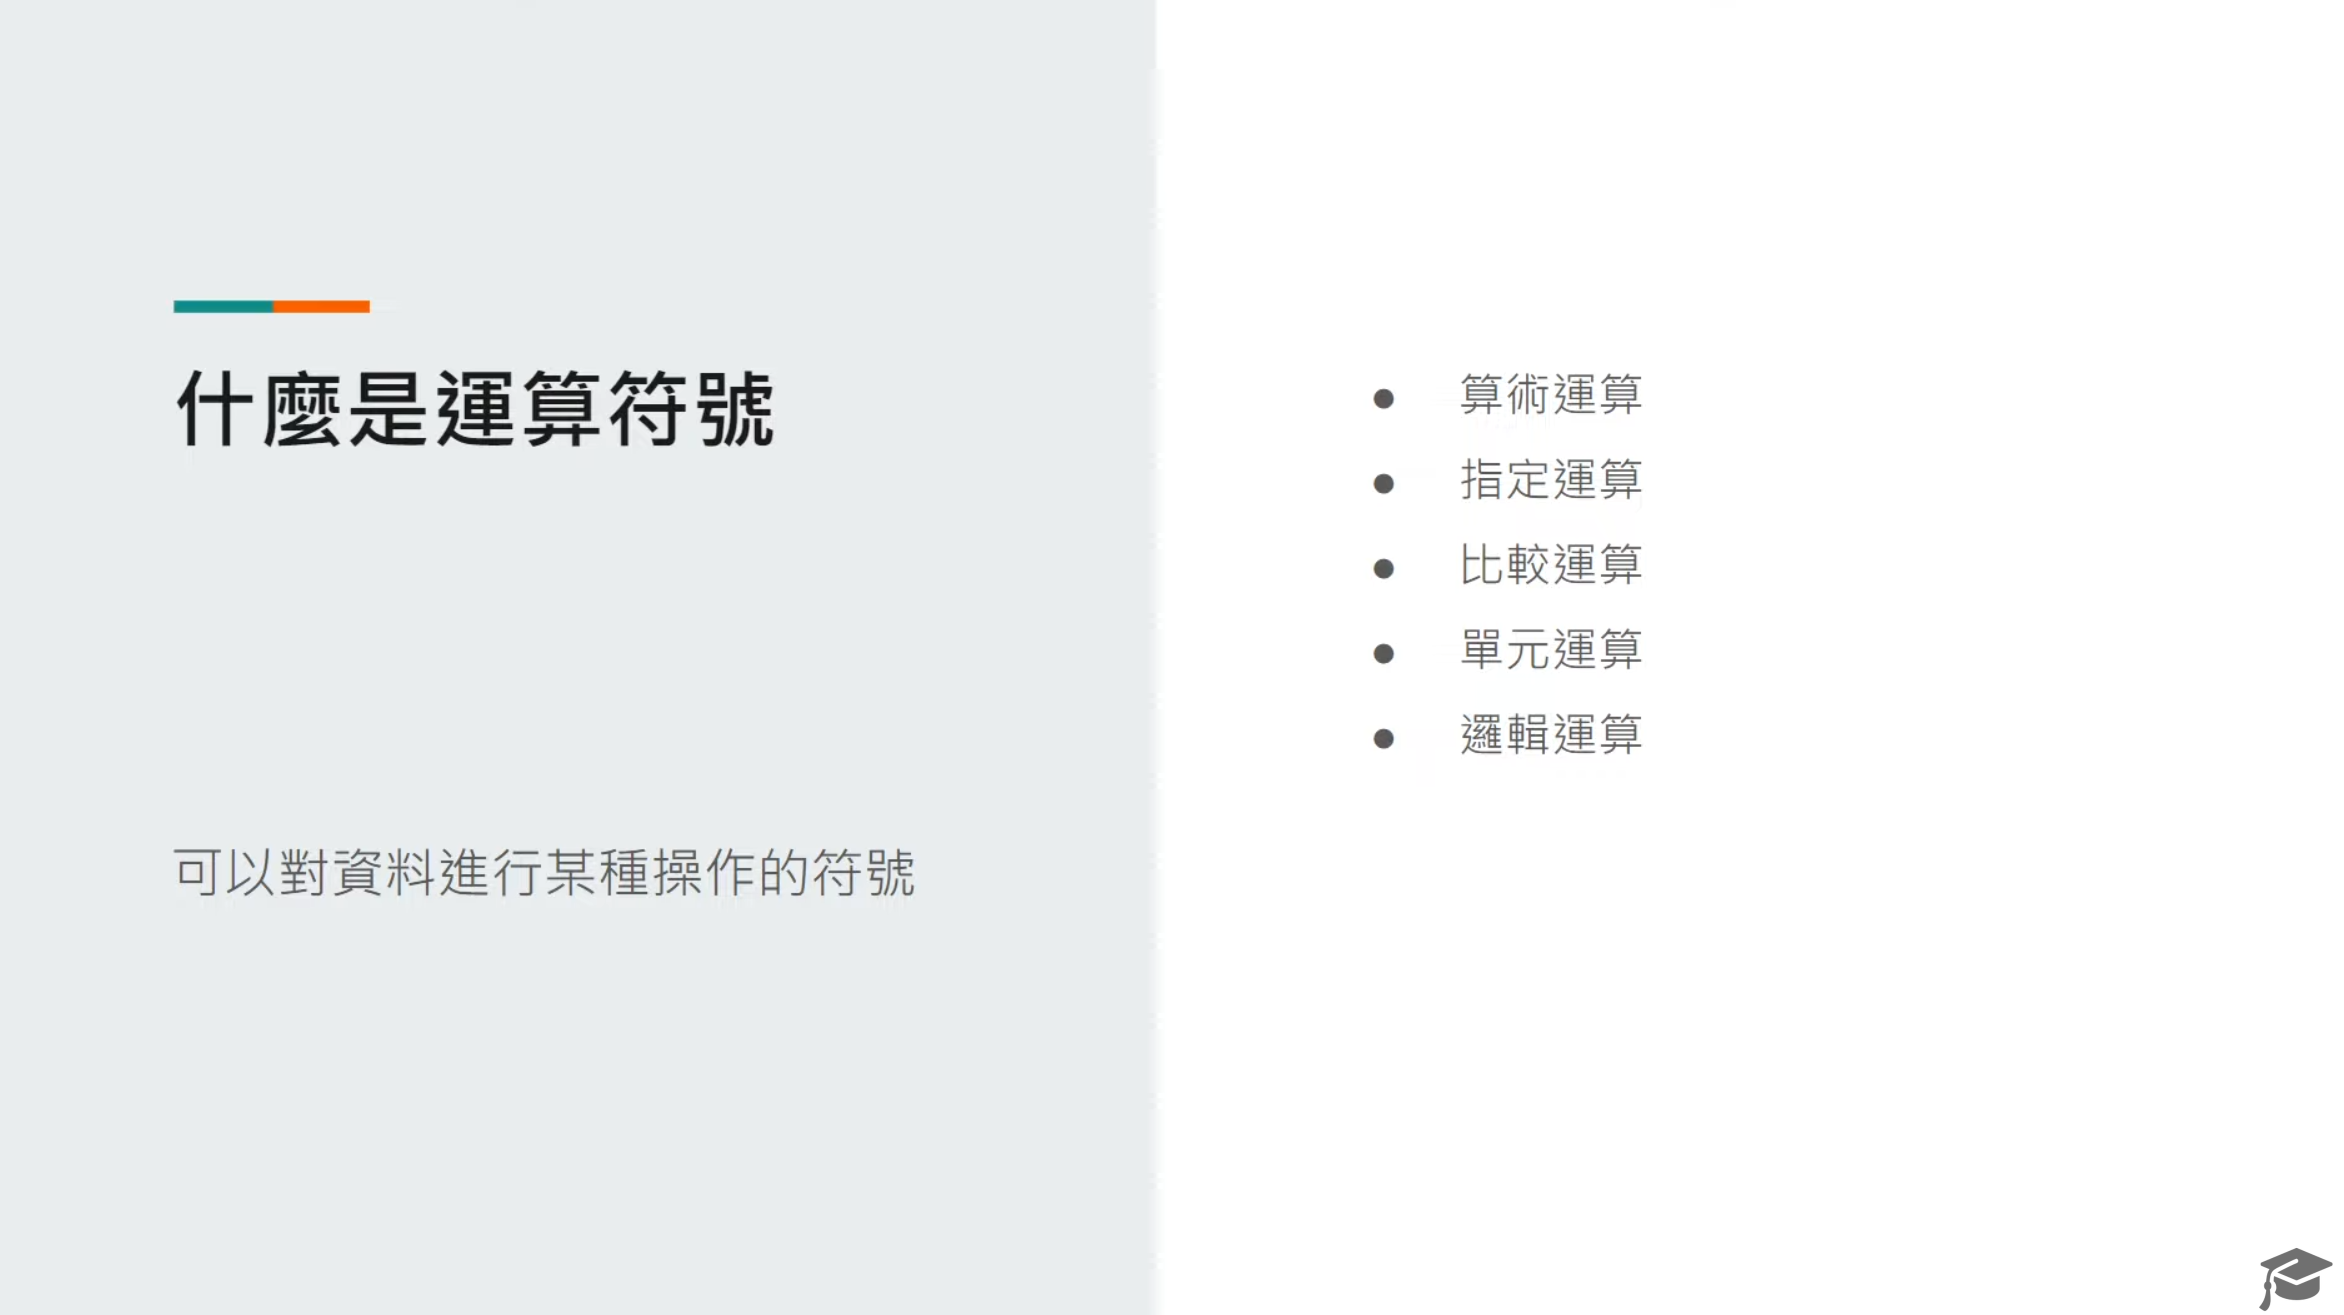 什麼是運算符號
可以對資料進行某種操作的符號
● 算術運算
● 指定運算
● 比較運算
● 單元運算
● 邏輯運算